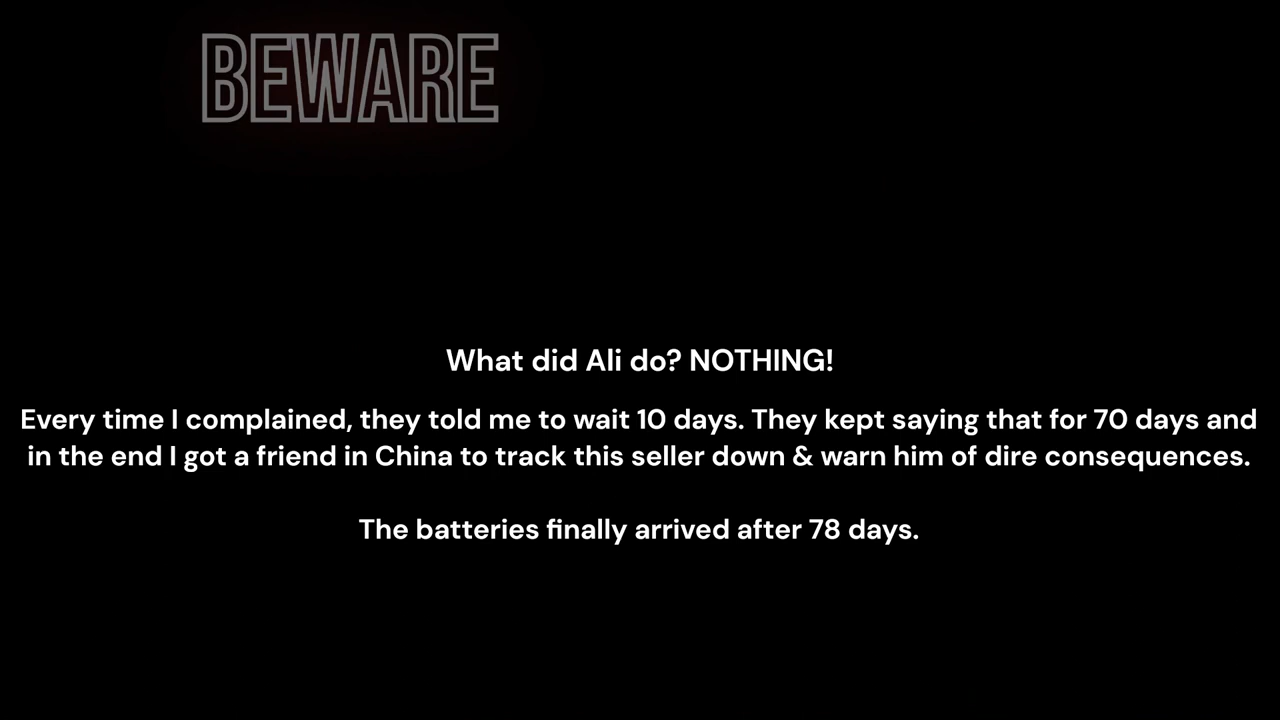 BEWARE
What did Ali do? NOTHING!
Every time I complained, they told me to wait 10 days. They kept saying that for 70 days and
in the end I got a friend in China to track this seller down & warn him of dire consequences.
The batteries finally arrived after 78 days.